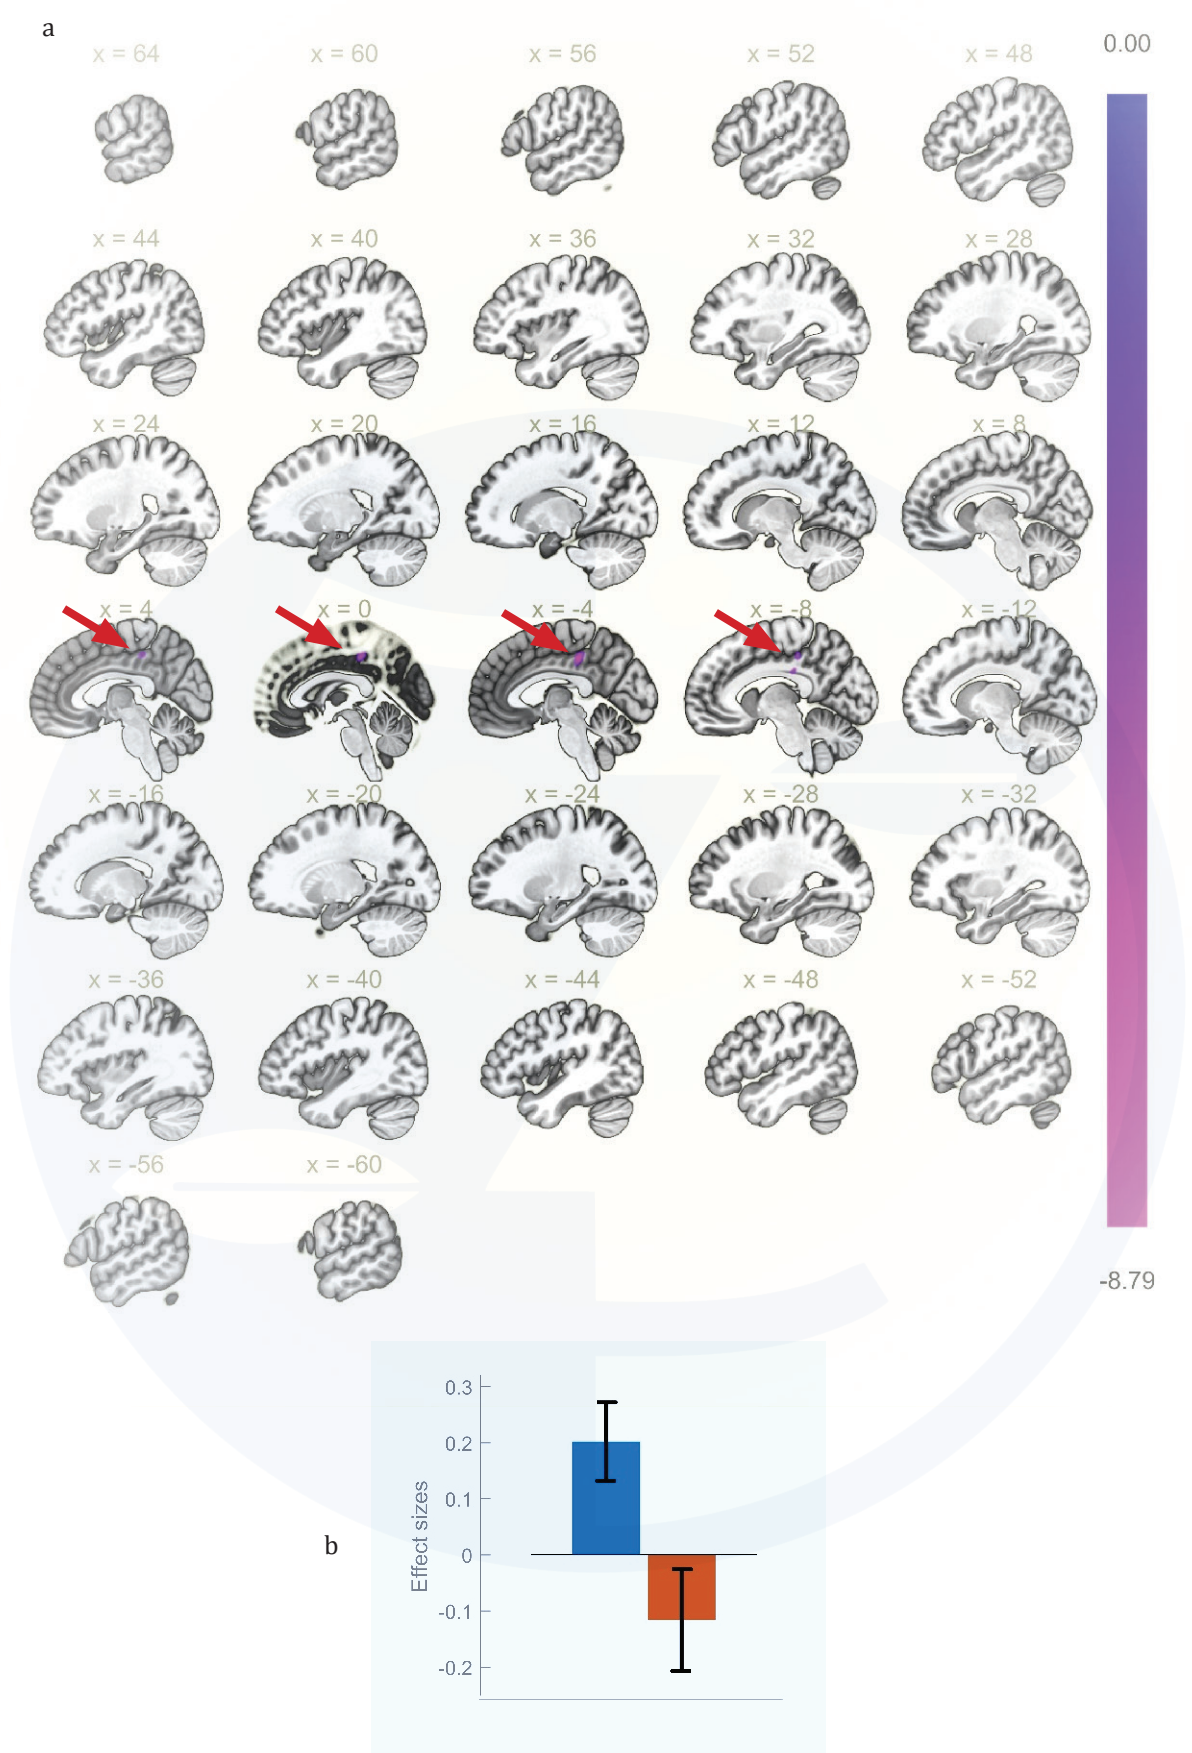 a
0.00
x = 64
x = 60
x = 56
x = 52
x = 48
x = 44
x = 40
x = 36
x = 32
x = 28
x = 24
x = 20
x = 16
x = 12
x = 8
x = 4
x = 0
x = -4
x = -8
x = -12
x = -16
x = -20
x = -24
x = -28
x = -32
x = -36
x = -40
x = -44
x = -48
x = -52
x = -56
x = -60
-8.79
b
Effect sizes
0.3
0.2
0.1
0
-0.1
-0.2